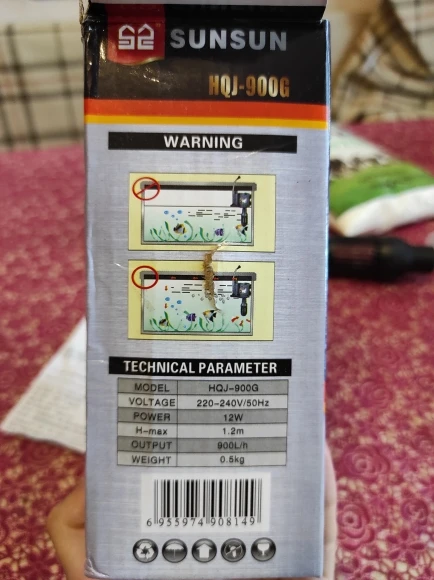 SUNSUN
HQJ-900G
WARNING
TECHNICAL PARAMETER
MODEL HQJ-900G
VOLTAGE 220-240V/50Hz
POWER 12W
H-max 1.2m
OUTPUT 900L/h
WEIGHT 0.5kg
6 955974 908149